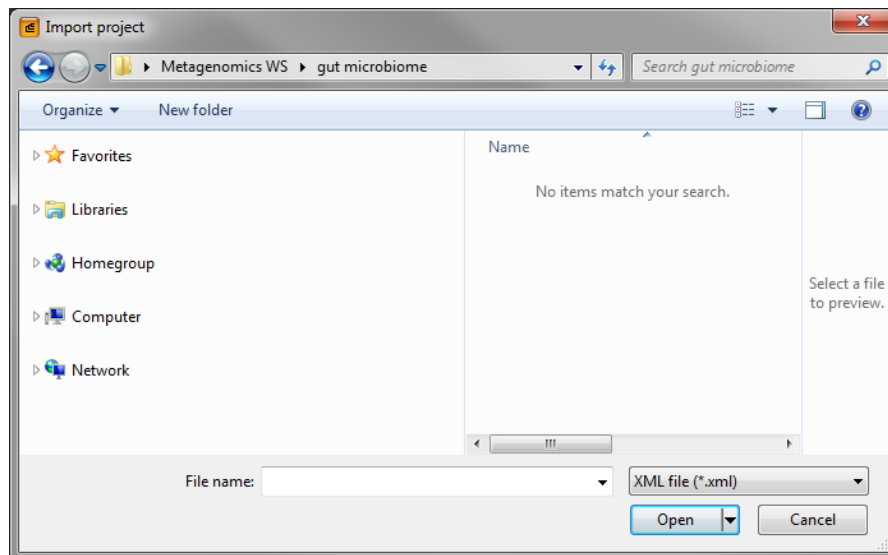 Import project
Metagenomics WS gut microbiome Search gut microbiome
Organize New folder
Favorites
Libraries
Homegroup
Computer
Network
Name
No items match your search.
Select a file
to preview.
File name: XML file (*.xml)
Open Cancel